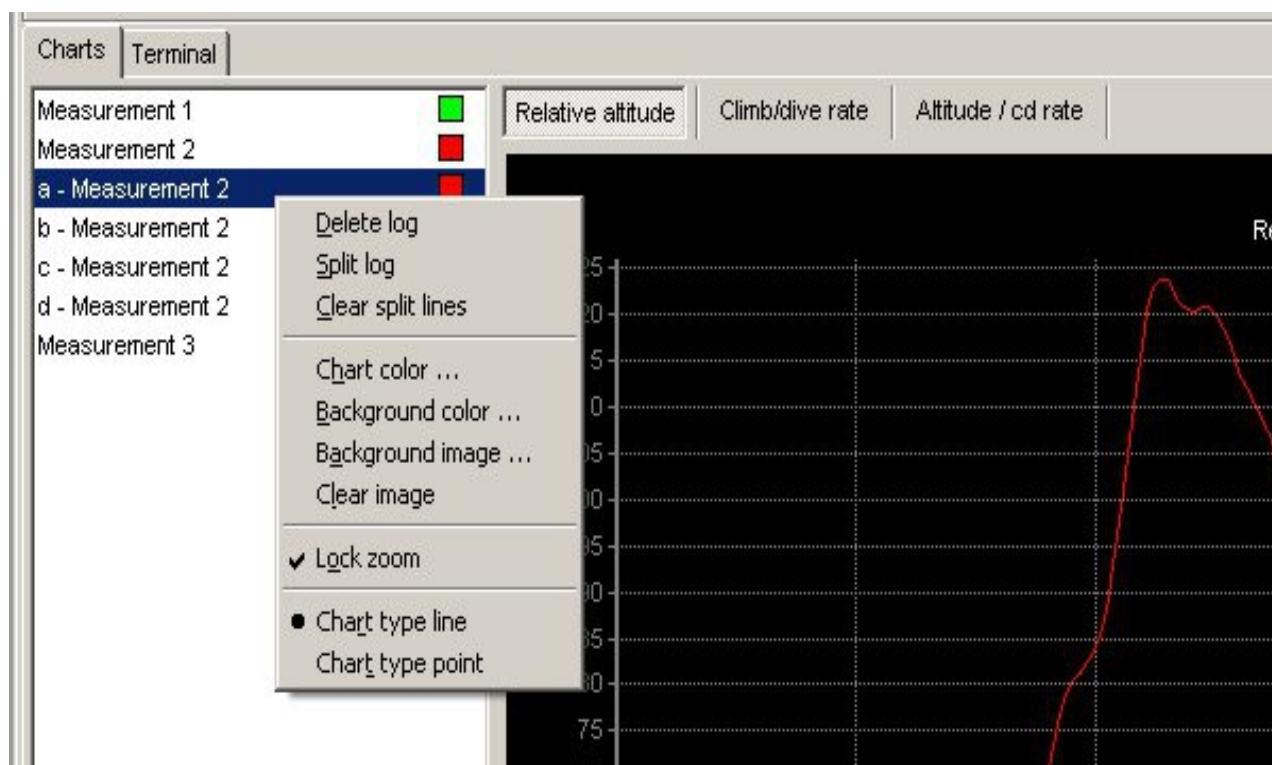 Charts
Terminal
Measurement 1
Measurement 2
a - Measurement 2
b - Measurement 2
c - Measurement 2
d - Measurement 2
Measurement 3
Delete log
Split log
Clear split lines
Chart color ...
Background color ...
Background image ...
Clear image
Lock zoom
Chart type line
Chart type point
Relative altitude
Climb/dive rate
Altitude / cd rate
75